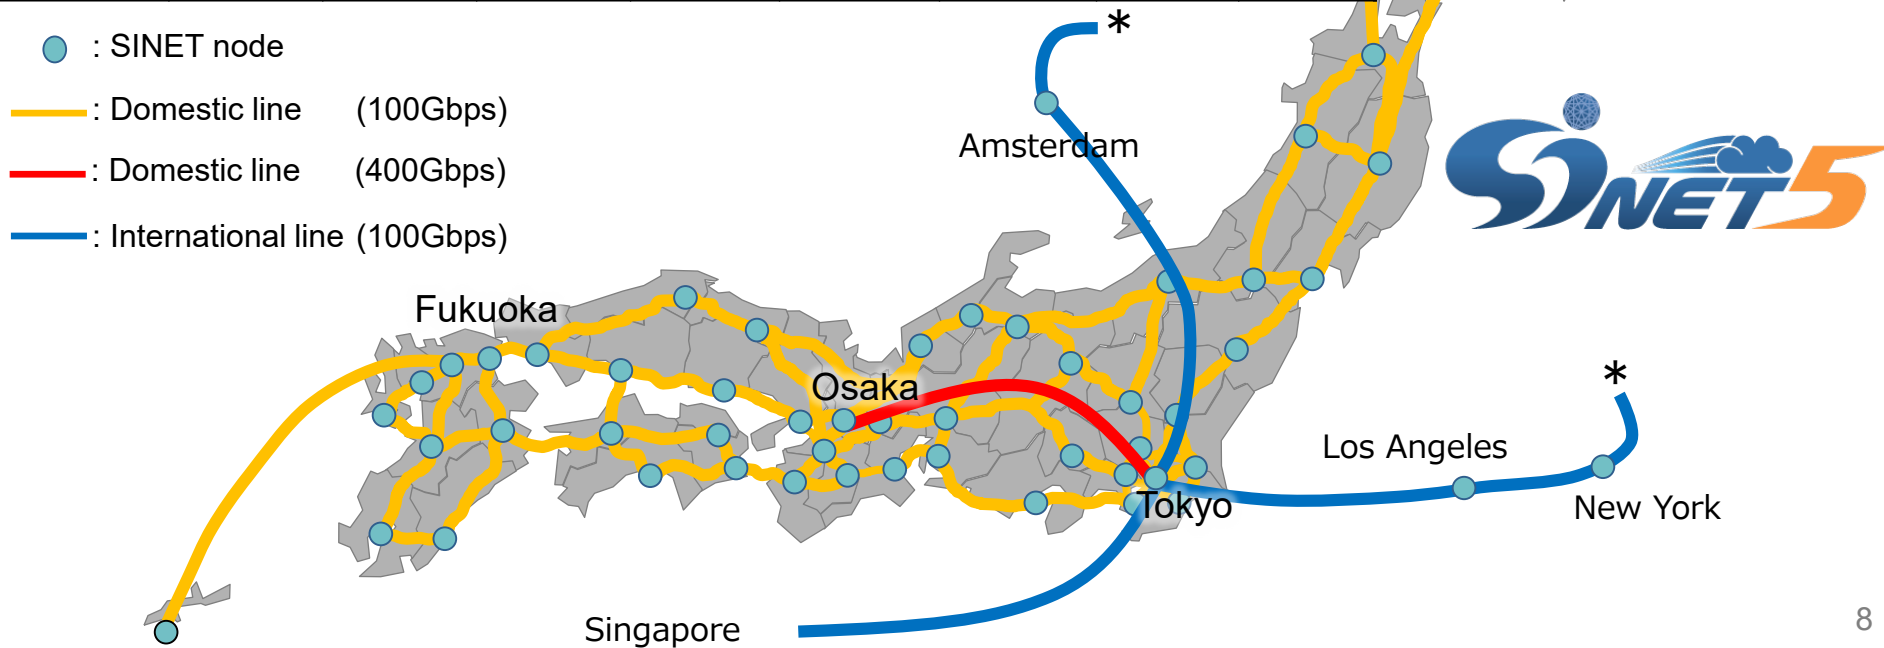 : SINET node
: Domestic line (100Gbps)
: Domestic line (400Gbps)
: International line (100Gbps)
*
Amsterdam
SINET5
Fukuoka
Osaka
*
Los Angeles
New York
Tokyo
Singapore
8